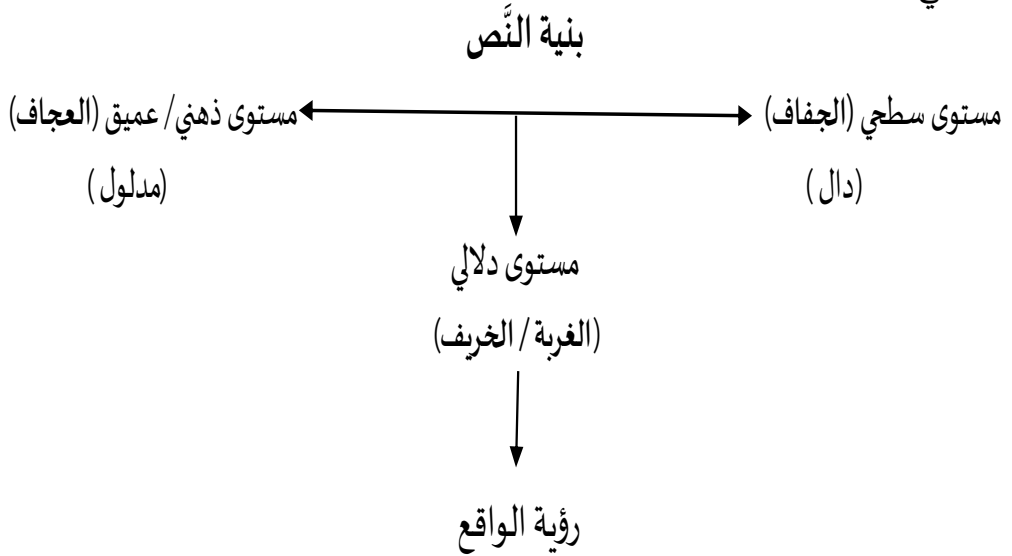 بنية النَّص
مستوى سطحي (الجفاف)
مستوى ذهني/ عميق (العجاف)
(دال)
(مدلول)
مستوى دلالي
(الغربة / الخريف)
رؤية الواقع